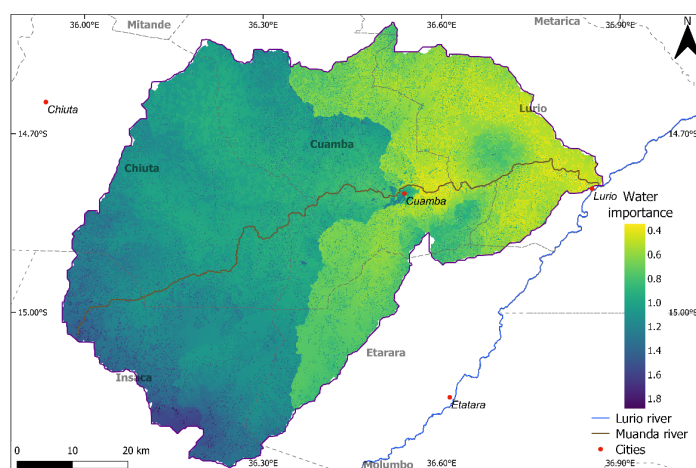 36.00°E 36.30°E 36.60°E 36.90°E
Mitande
Metarica
N
Chiuta
Lurio
14.70°S
14.70°S
Cuamba
Chiuta
Cuamba
Lurio
Water
importance
0.4
0.6
0.8
1.0
1.2
1.4
1.6
1.8
15.00°S
15.00°S
Etarara
Insaca
Etatara
Lurio river
Muanda river
Cities
0 10 20 km
Molumbo
36.30°E 36.60°E 36.90°E